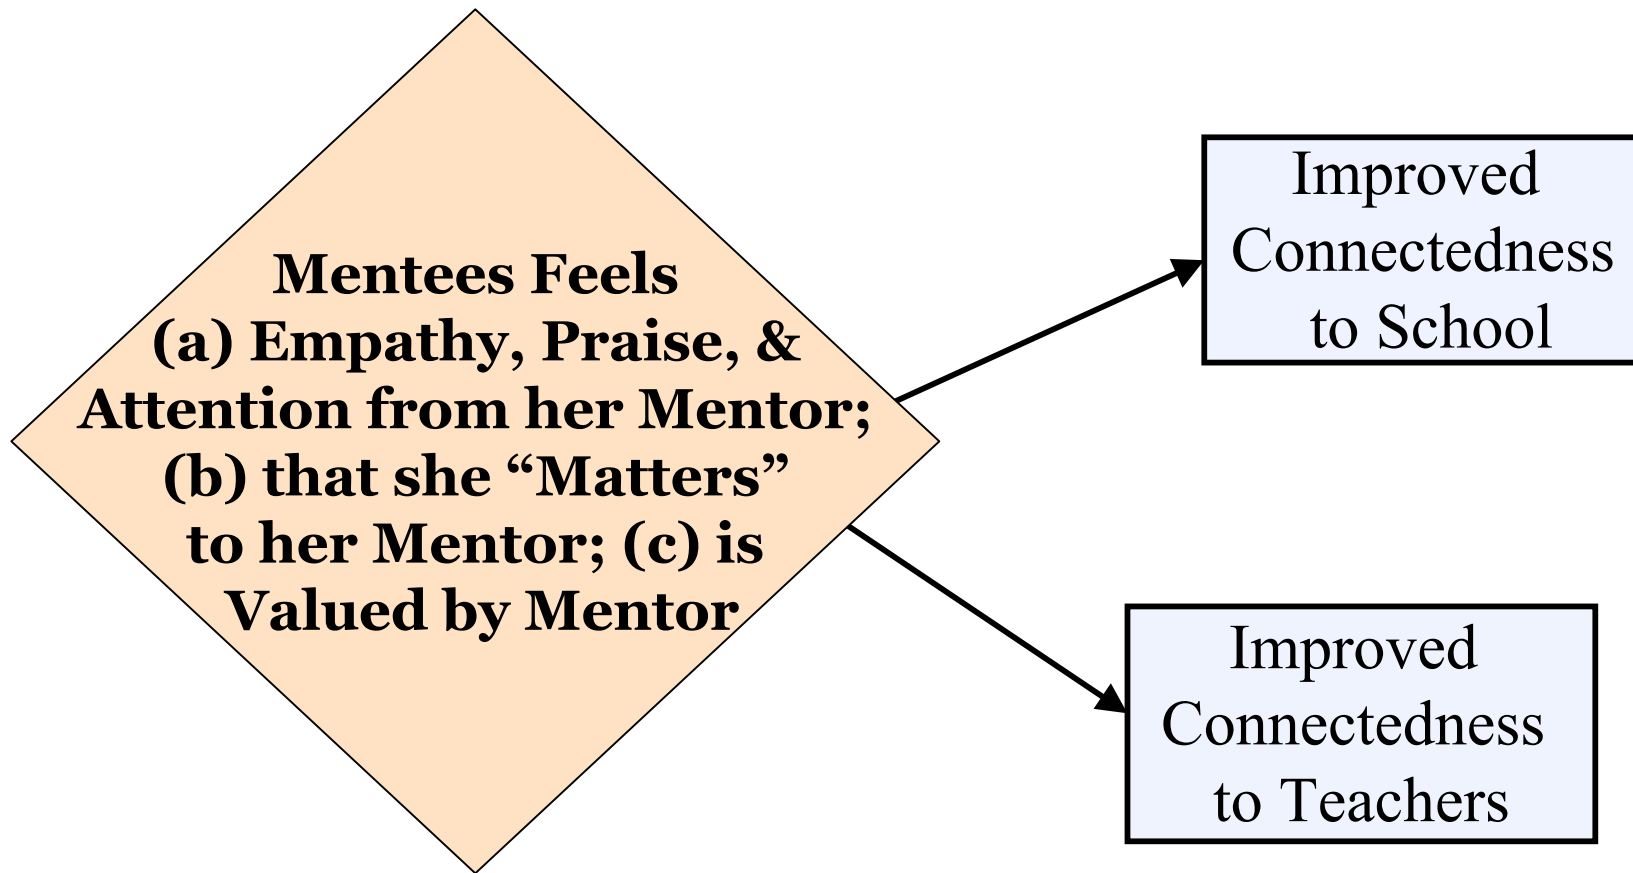 Mentees Feels
(a) Empathy, Praise, &
Attention from her Mentor;
(b) that she “Matters”
to her Mentor; (c) is
Valued by Mentor
Improved
Connectedness
to School
Improved
Connectedness
to Teachers